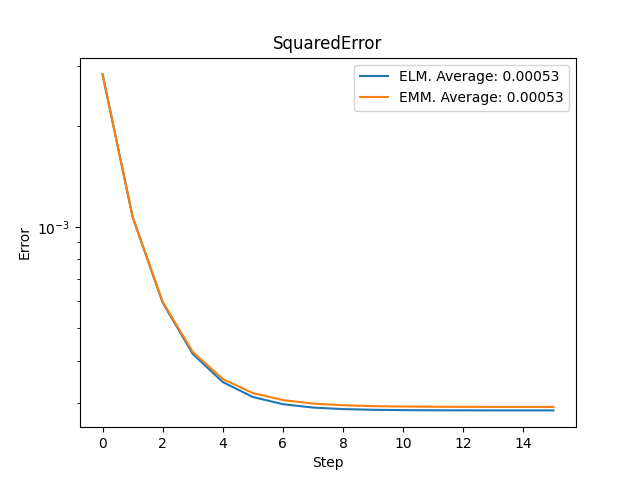 SquaredError
ELM. Average: 0.00053
EMM. Average: 0.00053
10⁻³
Error
0 2 4 6 8 10 12 14
Step